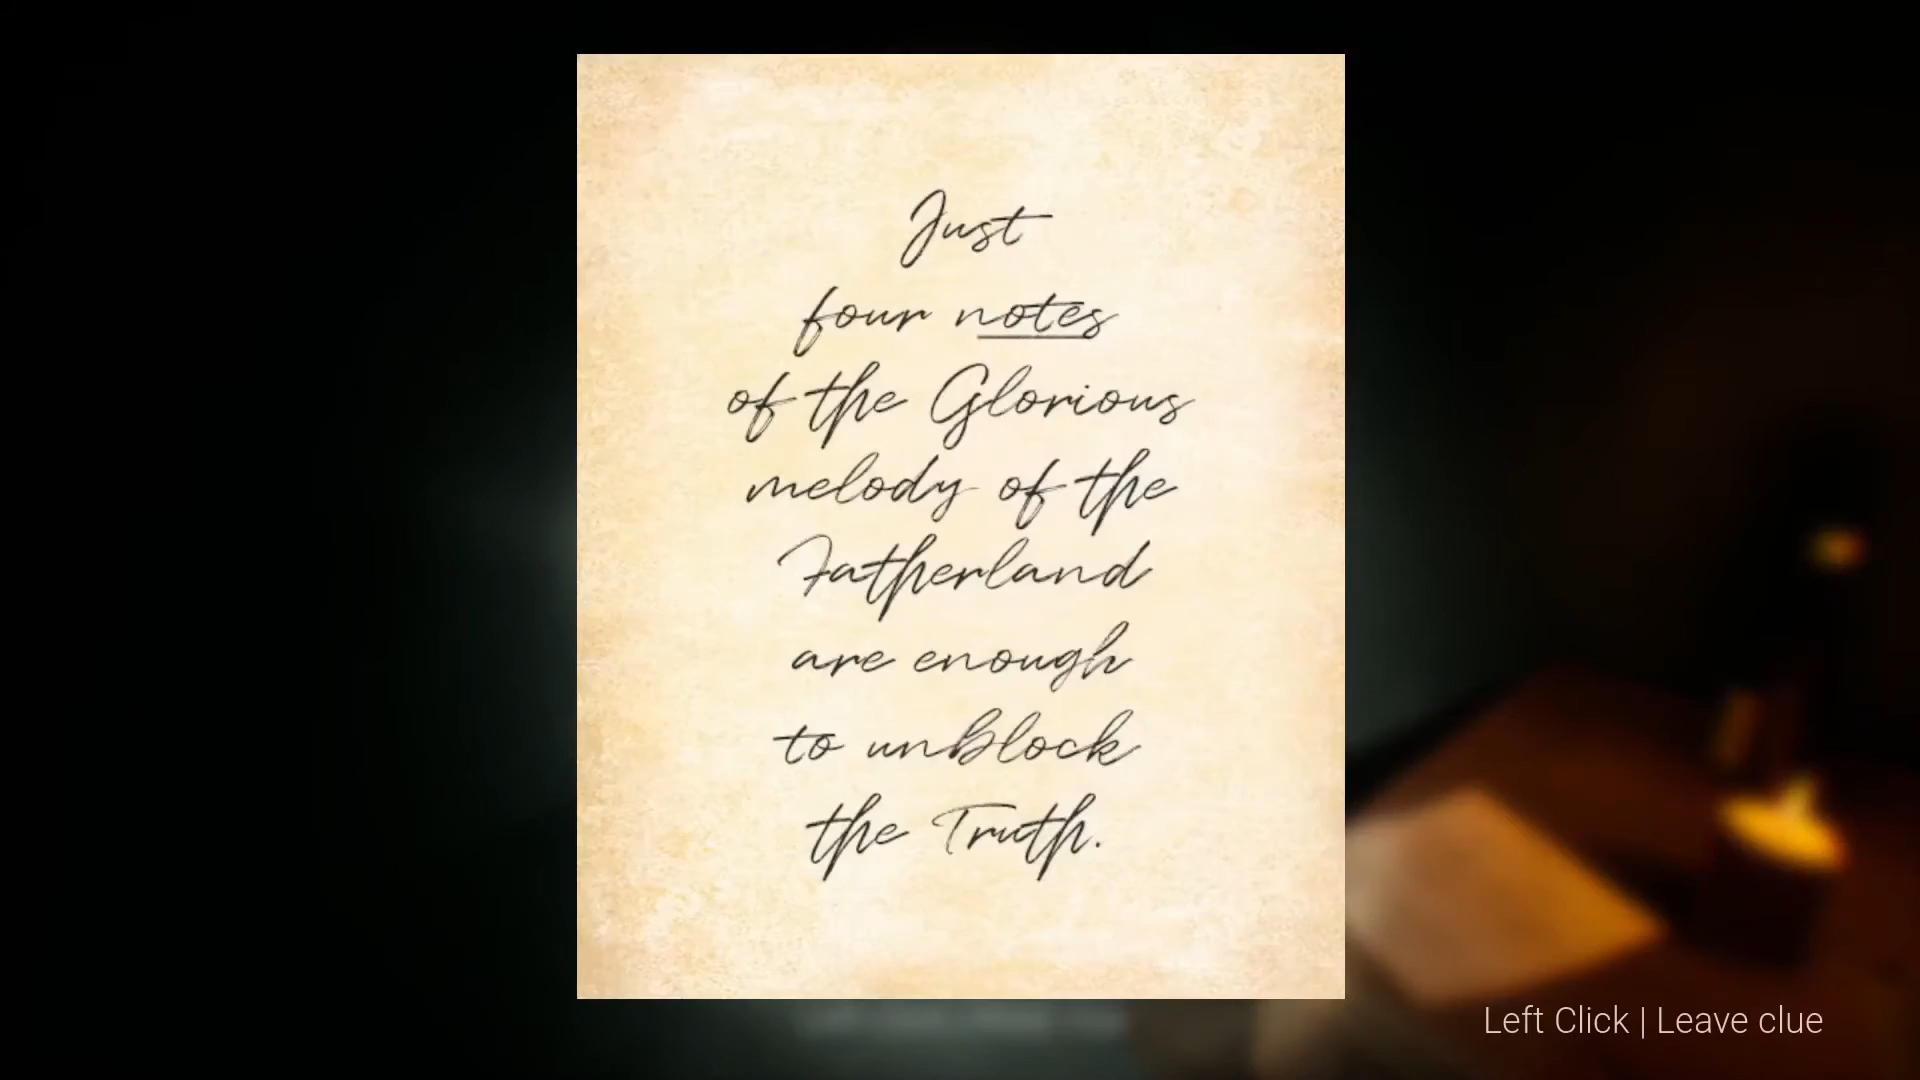 Just
four notes
of the Glorious
melody of the
Fatherland
are enough
to unblock
the Truth.
Left Click | Leave clue